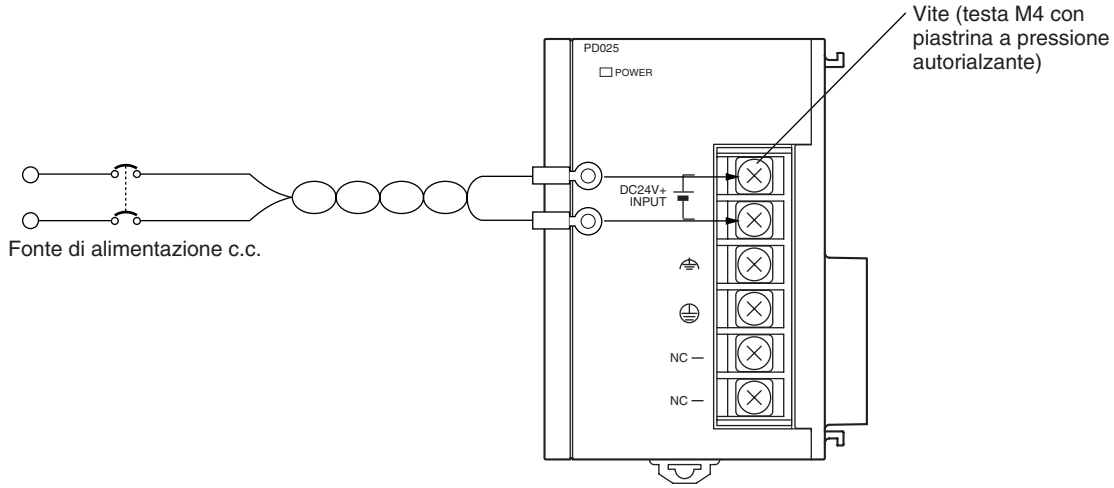 Vite (testa M4 con
piastrina a pressione
autorialzante)
PD025
POWER
DC24V+
INPUT
Fonte di alimentazione c.c.
NC
NC